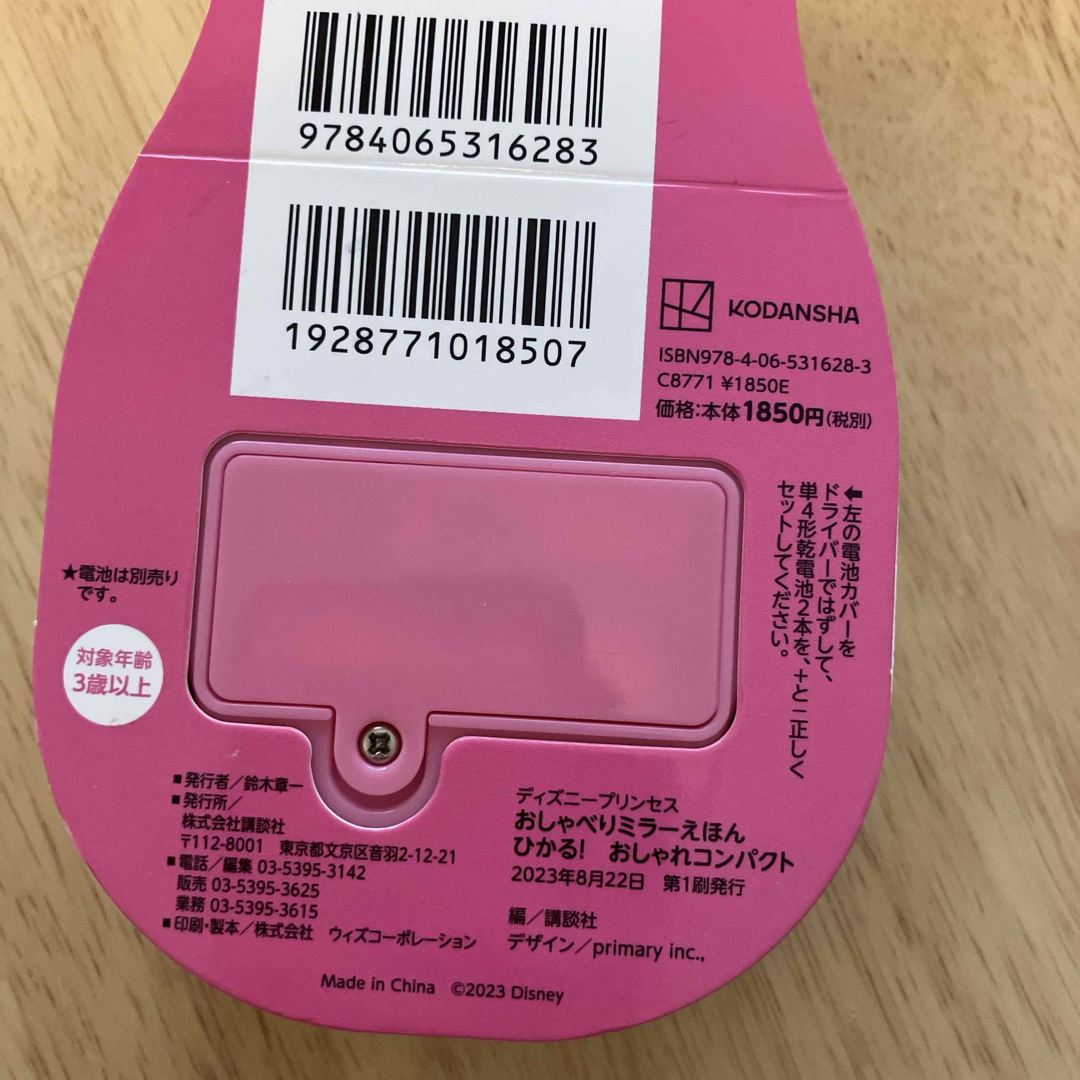 9784065316283
1928771018507
KODANSHA
ISBN978-4-06-531628-3
C8771 ¥1850E
価格:本体1850円(税別)
←左の電池カバーを
ドライバーではずして、
単4形乾電池2本を、+と−正しく
セットしてください。
★電池は別売り
です。
対象年齢
3歳以上
■発行者/鈴木章一
■発行所/
株式会社講談社
〒112-8001 東京都文京区音羽2-12-21
■電話/編集 03-5395-3142
販売 03-5395-3625
業務 03-5395-3615
■印刷・製本/株式会社 ウィズコーポレーション
ディズニープリンセス
おしゃべりミラーえほん
ひかる! おしゃれコンパクト
2023年8月22日 第1刷発行
編/講談社
デザイン/primary inc.,
Made in China ©2023 Disney